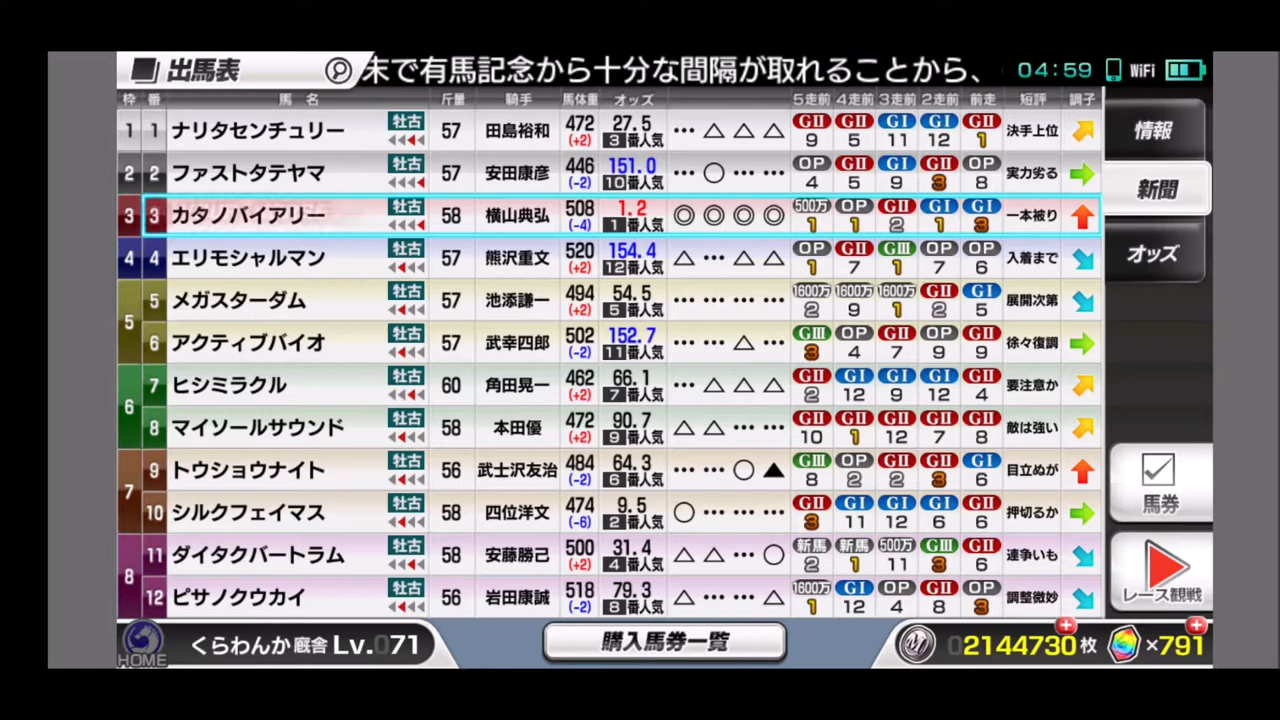 出馬表 末で有馬記念から十分な間隔が取れることから、 04:59 WiFi
枠 番 馬 名 斤量 騎手 馬体重 オッズ 5走前 4走前 3走前 2走前 前走 短評 調子
1 1 ナリタセンチュリー 牡古 57 田島裕和 472 (+2) 27.5 3番人気 … △ △ △ GII 9 GII 5 GI 11 GI 12 GII 1 決手上位
2 2 ファストタテヤマ 牡古 57 安田康彦 446 (-2) 151.0 10番人気 … ○ … … OP 4 GII 5 GI 9 GII 3 OP 8 実力劣る
3 3 カタノバイアリー 牡古 58 横山典弘 508 (-4) 1.2 1番人気 ◎ ◎ ◎ ◎ 500万 1 OP 1 GII 2 GI 1 GI 3 一本被り
4 4 エリモシャルマン 牡古 57 熊沢重文 520 (+2) 154.4 12番人気 △ … △ △ OP 1 GII 7 GIII 1 OP 7 OP 6 入着まで
5 5 メガスターダム 牡古 57 池添謙一 494 (+2) 54.5 5番人気 … … … … 1600万 2 1600万 9 1600万 1 GII 2 GI 5 展開次第
6 アクティブバイオ 牡古 57 武幸四郎 502 (-2) 152.7 11番人気 … … △ … GIII 3 OP 4 GII 7 OP 9 GII 9 徐々復調
6 7 ヒシミラクル 牡古 60 角田晃一 462 (+2) 66.1 7番人気 … △ △ △ GII 2 GI 12 GI 9 GI 12 GII 4 要注意か
8 マイソールサウンド 牡古 58 本田優 472 (+2) 90.7 9番人気 △ △ … … GII 10 GII 1 GI 12 GII 7 GII 8 敵は強い
7 9 トウショウナイト 牡古 56 武士沢友治 484 (-2) 64.3 6番人気 … … ○ ▲ GIII 8 OP 2 GII 2 GII 3 GI 6 目立ぬが
10 シルクフェイマス 牡古 58 四位洋文 474 (-6) 9.5 2番人気 ○ … … … GII 3 GI 11 GI 12 GII 6 GI 6 押切るか
8 11 ダイタクバートラム 牡古 58 安藤勝己 500 (+2) 31.4 4番人気 △ △ … ○ 新馬 2 新馬 1 500万 11 GIII 3 GII 6 連争いも
12 ピサノクウカイ 牡古 56 岩田康誠 518 (-2) 79.3 8番人気 △ … … △ 1600万 1 GI 12 OP 4 GII 8 OP 3 調整微妙
情報
新聞
オッズ
馬券
レース観戦
HOME くらわんか 厩舎 Lv.071 購入馬券一覧 02144730枚 ×791